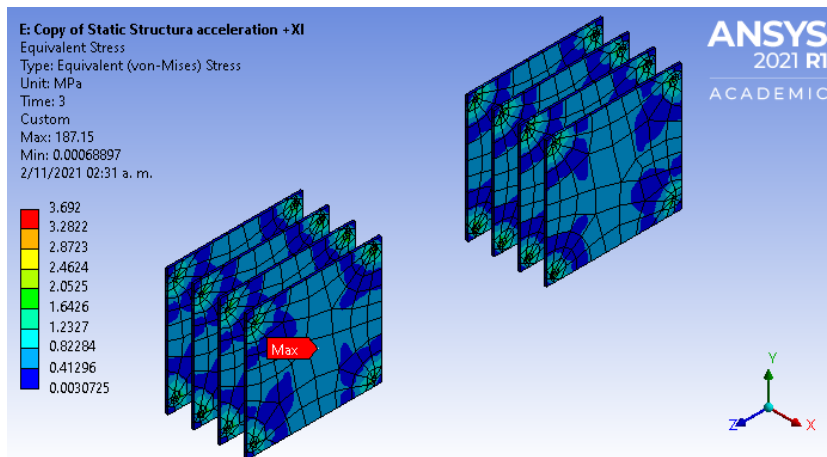 E: Copy of Static Structura acceleration +XI
Equivalent Stress
Type: Equivalent (von-Mises) Stress
Unit: MPa
Time: 3
Custom
Max: 187.15
Min: 0.00068897
2/11/2021 02:31 a. m.
3.692
3.2822
2.8723
2.4624
2.0525
1.6426
1.2327
0.82284
0.41296
0.0030725
Max
ANSYS
2021 R1
ACADEMIC
Y
Z
X